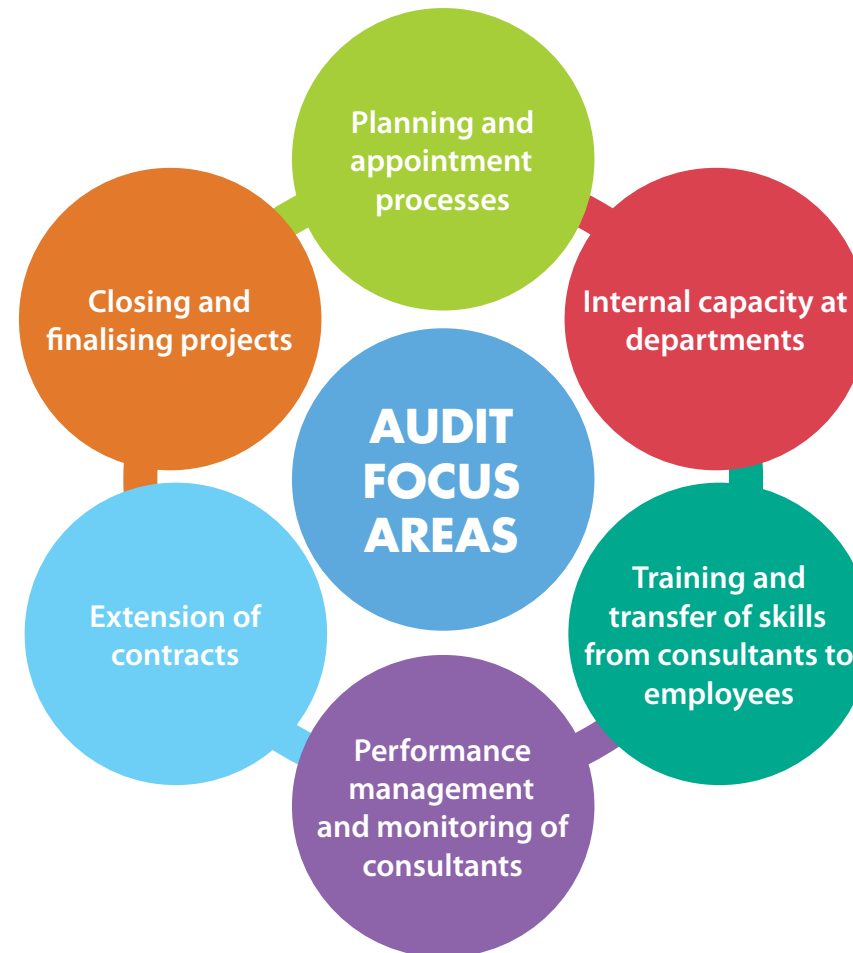 Planning and
appointment
processes
Closing and
finalising projects
Internal capacity at
departments
AUDIT
FOCUS
AREAS
Extension of
contracts
Training and
transfer of skills
from consultants to
employees
Performance
management
and monitoring of
consultants